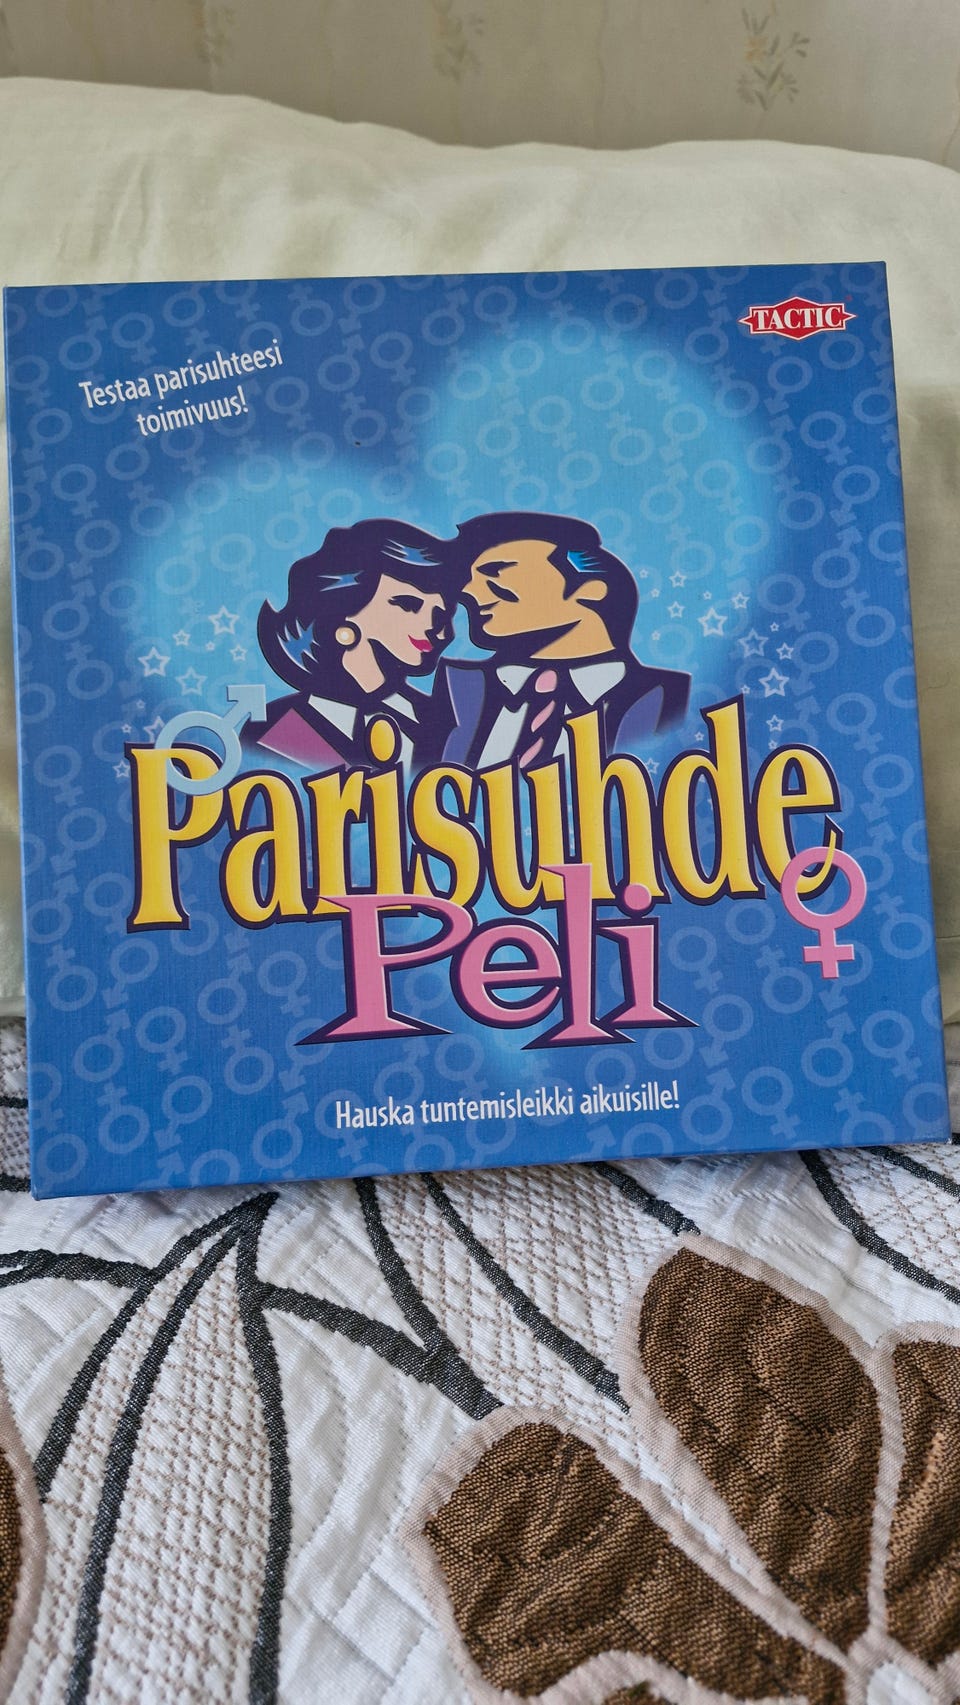 TACTIC
Testaa parisuhteesi
toimivuus!
Parisuhde
Peli
Hauska tuntemisleikki aikuisille!